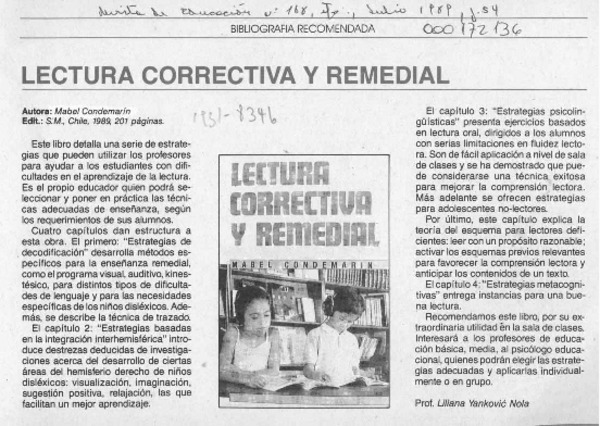 Revista de Educación nº 168, Stgo., Julio 1989, p. 54
BIBLIOGRAFIA RECOMENDADA
000172136
LECTURA CORRECTIVA Y REMEDIAL
Autora: Mabel Condemarín
Edit.: S.M., Chile, 1989, 201 páginas.
Este libro detalla una serie de estrate-
gias que pueden utilizar los profesores
para ayudar a los estudiantes con difi-
cultades en el aprendizaje de la lectura.
Es el propio educador quien podrá se-
leccionar y poner en práctica las técni-
cas adecuadas de enseñanza, según
los requerimientos de sus alumnos.
Cuatro capítulos dan estructura a
esta obra. El primero: "Estrategias de
decodificación" desarrolla métodos es-
pecíficos para la enseñanza remedial,
como el programa visual, auditivo, kines-
tésico, para distintos tipos de dificulta-
des de lenguaje y para las necesidades
específicas de los niños disléxicos. Ade-
más, se describe la técnica de trazado.
El capítulo 2: "Estrategias basadas
en la integración interhemisférica" intro-
duce destrezas deducidas de investiga-
ciones acerca del desarrollo de ciertas
áreas del hemisferio derecho de niños
disléxicos: visualización, imaginación,
sugestión positiva, relajación, las que
facilitan un mejor aprendizaje.
LECTURA
CORRECTIVA
Y REMEDIAL
MABEL CONDEMARIN
El capítulo 3: "Estrategias psicolin-
güísticas" presenta ejercicios basados
en lectura oral, dirigidos a los alumnos
con serias limitaciones en fluidez lecto-
ra. Son de fácil aplicación a nivel de sala
de clases y se ha demostrado que pue-
de considerarse una técnica exitosa
para mejorar la comprensión lectora.
Más adelante se ofrecen estrategias
para adolescentes no-lectores.
Por último, este capítulo explica la
teoría del esquema para lectores defi-
cientes: leer con un propósito razonable;
activar los esquemas previos relevantes
para favorecer la comprensión lectora y
anticipar los contenidos de un texto.
El capítulo 4: "Estrategias metacogni-
tivas" entrega instancias para una bue-
na lectura.
Recomendamos este libro, por su ex-
traordinaria utilidad en la sala de clases.
Interesará a los profesores de educa-
ción básica, media, al psicólogo educa-
cional, quienes podrán elegir las estrate-
gias adecuadas y aplicarlas individual-
mente o en grupo.
Prof. Liliana Yanković Nola